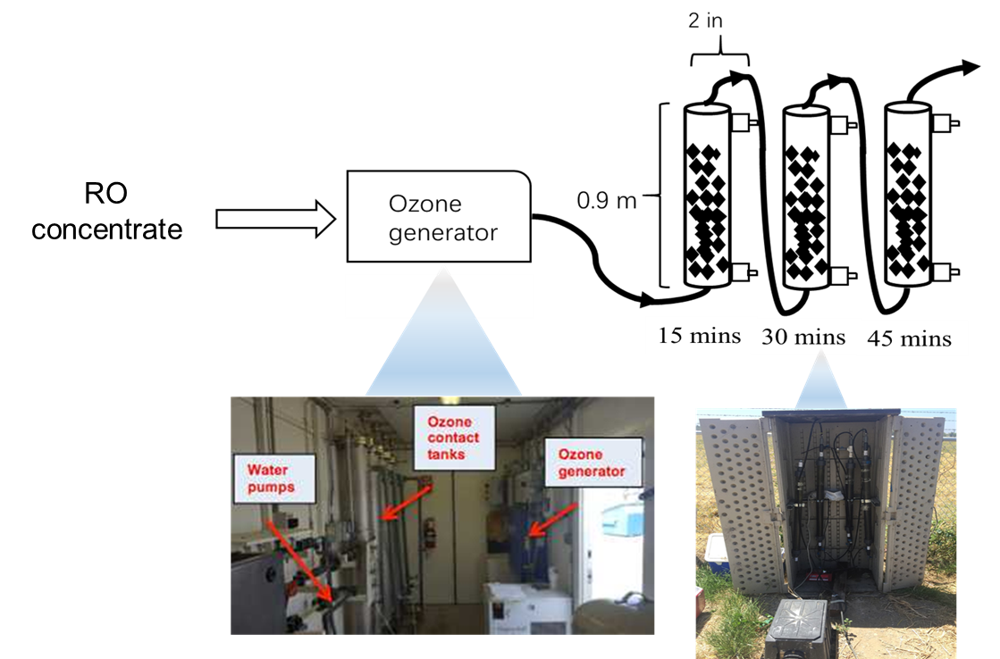 2 in
RO
concentrate
Ozone
generator
0.9 m
15 mins
30 mins
45 mins
Ozone
contact
tanks
Water
pumps
Ozone
generator